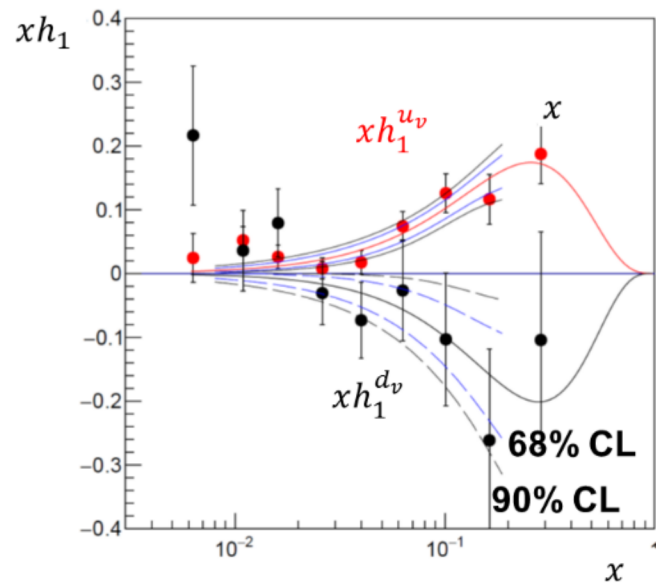 xh₁
0.4
0.3
0.2
0.1
0
−0.1
−0.2
−0.3
−0.4
xh₁ᵘᵛ
x
xh₁ᵈᵛ
68% CL
90% CL
10⁻²
10⁻¹
1
x